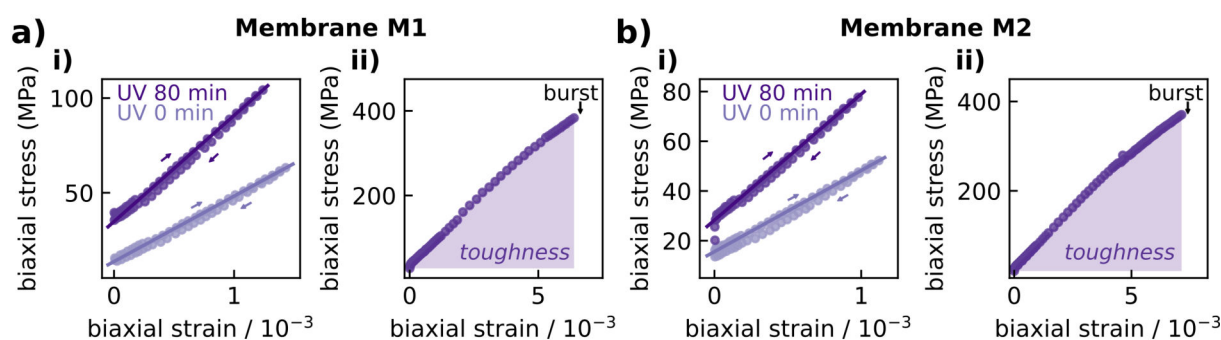 a)
Membrane M1
i)
biaxial stress (MPa)
100
50
UV 80 min
UV 0 min
0
1
biaxial strain / 10⁻³
ii)
biaxial stress (MPa)
400
200
burst
toughness
0
5
biaxial strain / 10⁻³
b)
Membrane M2
i)
biaxial stress (MPa)
80
60
40
20
UV 80 min
UV 0 min
0
1
biaxial strain / 10⁻³
ii)
biaxial stress (MPa)
400
200
burst
toughness
0
5
biaxial strain / 10⁻³